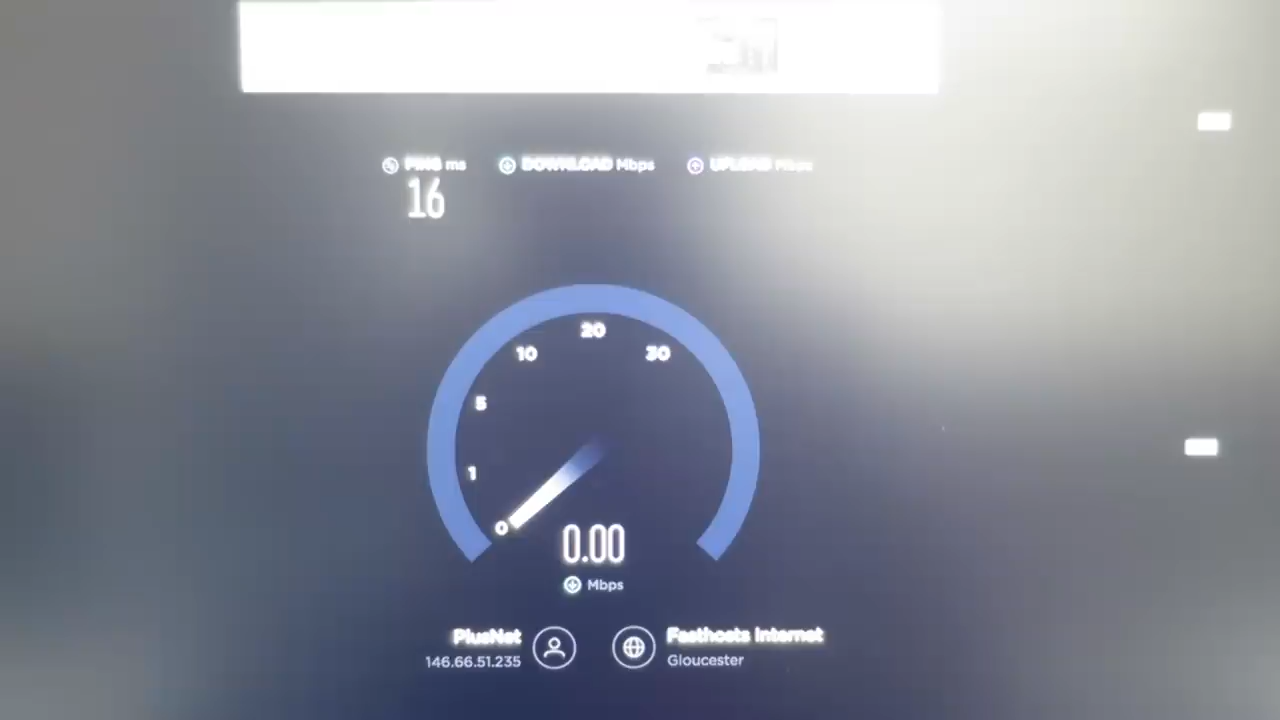 PING ms DOWNLOAD Mbps UPLOAD Mbps
16
20
10 30
5
1
0
0.00
Mbps
PlusNet Fasthosts Internet
146.66.51.235 Gloucester